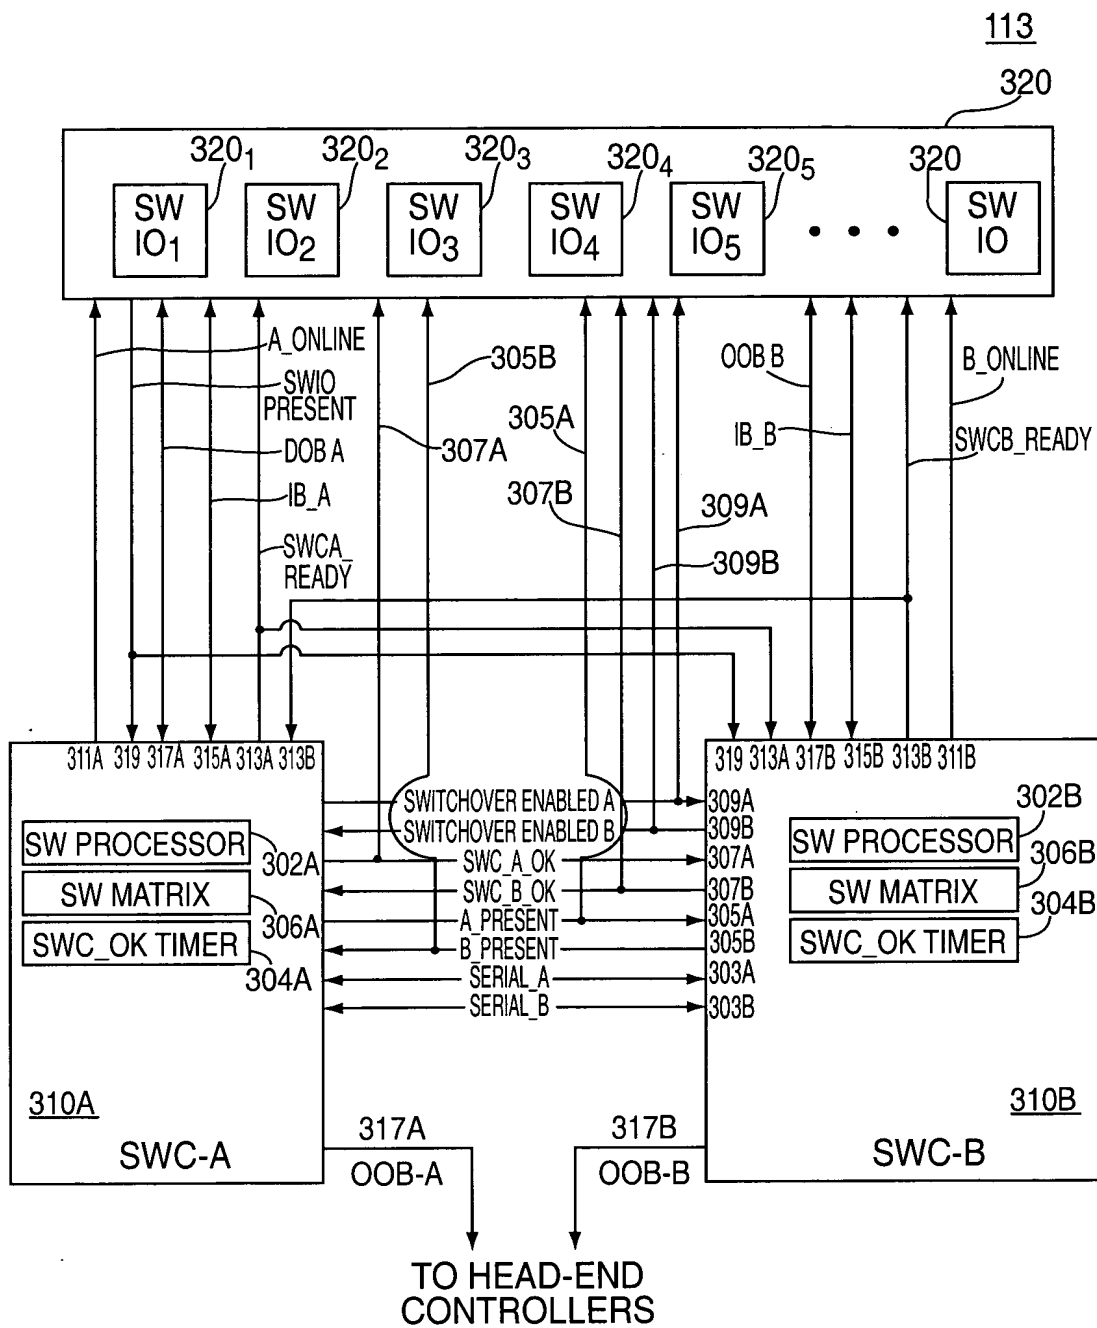 113
320
320₁
320₂
320₃
320₄
320₅
320
SW
IO₁
SW
IO₂
SW
IO₃
SW
IO₄
SW
IO₅
• • •
SW
IO
A_ONLINE
SWIO
PRESENT
DOB A
IB_A
SWCA_
READY
305B
307A
305A
307B
309A
309B
OOB B
IB_B
B_ONLINE
SWCB_READY
311A
319
317A
315A
313A
313B
319
313A
317B
315B
313B
311B
SWITCHOVER ENABLED A
309A
SWITCHOVER ENABLED B
309B
SWC_A_OK
307A
SWC_B_OK
307B
A_PRESENT
305A
B_PRESENT
305B
SERIAL_A
303A
SERIAL_B
303B
SW PROCESSOR
302A
SW MATRIX
306A
SWC_OK TIMER
304A
302B
SW PROCESSOR
306B
SW MATRIX
304B
SWC_OK TIMER
310A
SWC-A
310B
SWC-B
317A
OOB-A
317B
OOB-B
TO HEAD-END
CONTROLLERS